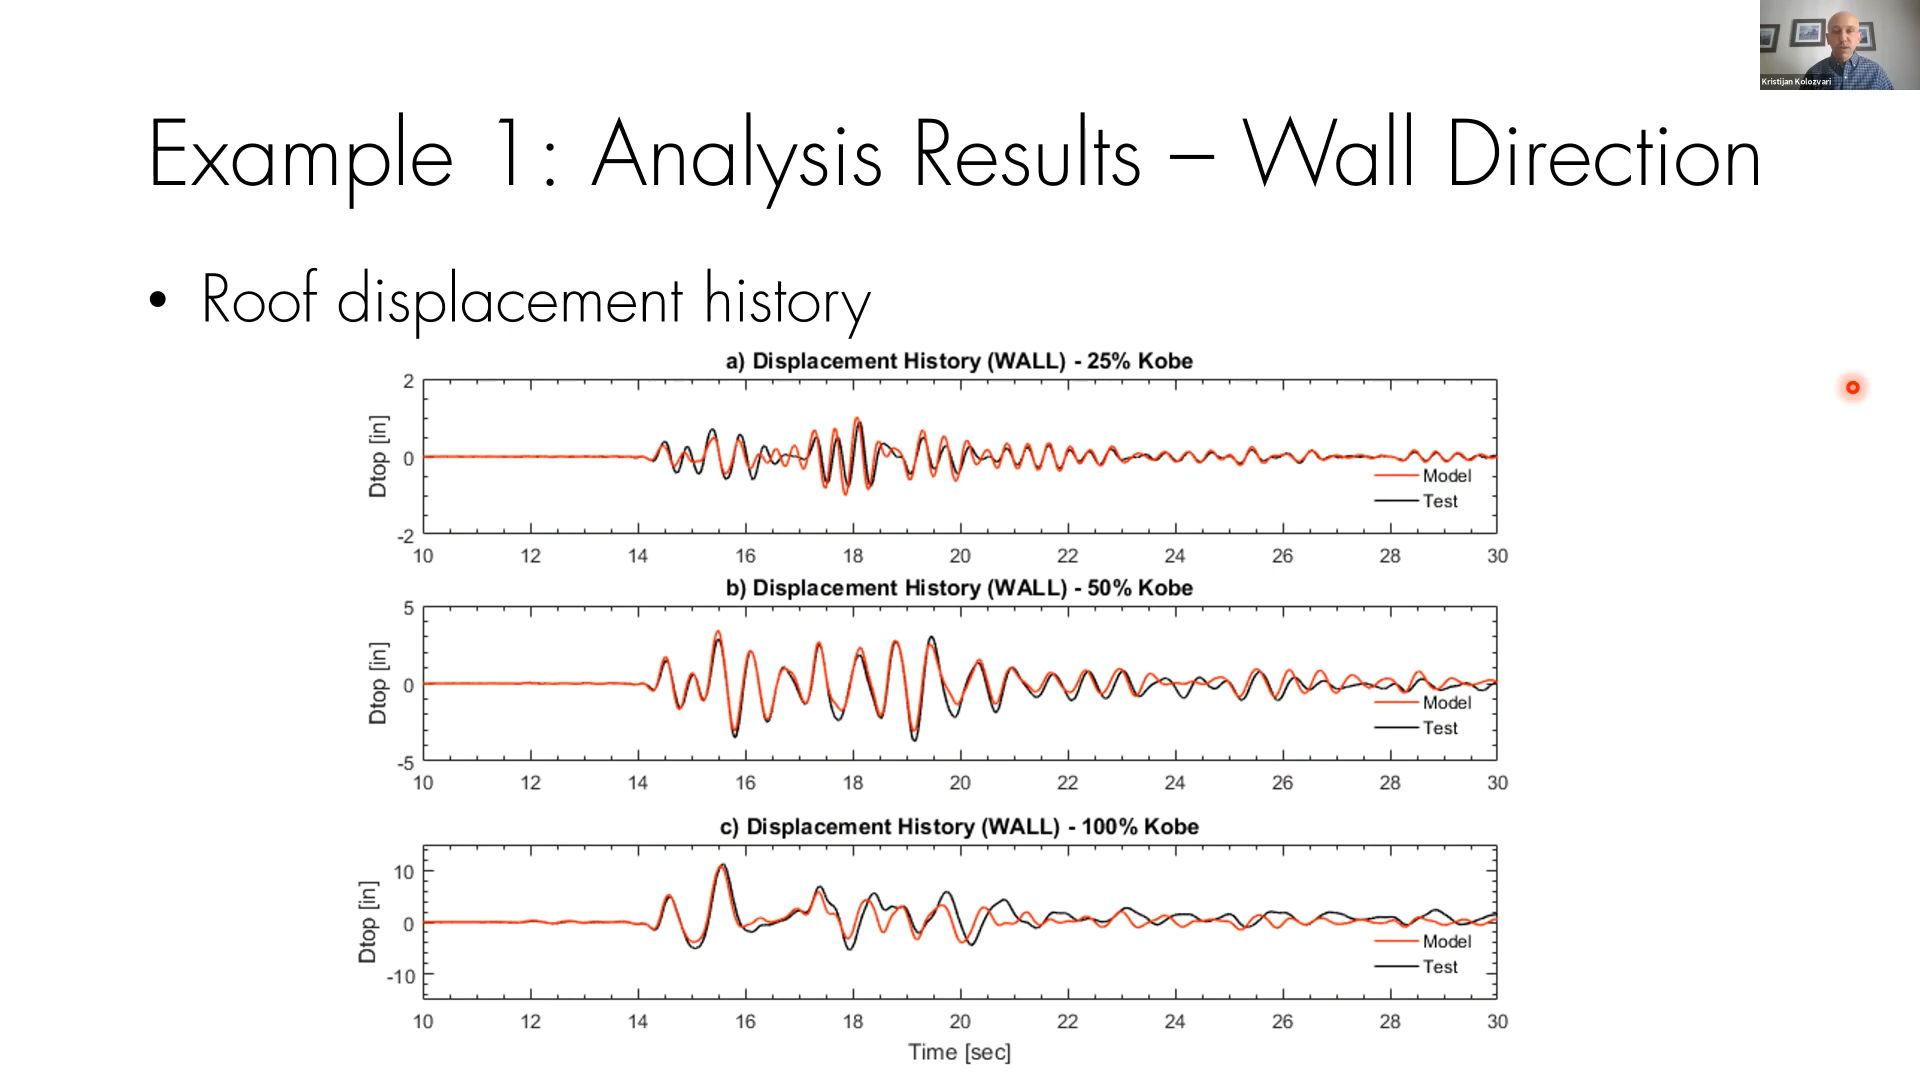 Kristijan Kolozvari
Example 1: Analysis Results – Wall Direction
• Roof displacement history
a) Displacement History (WALL) - 25% Kobe
2
0
-2
Dtop [in]
Model
Test
10 12 14 16 18 20 22 24 26 28 30
b) Displacement History (WALL) - 50% Kobe
5
0
-5
Dtop [in]
Model
Test
10 12 14 16 18 20 22 24 26 28 30
c) Displacement History (WALL) - 100% Kobe
10
0
-10
Dtop [in]
Model
Test
10 12 14 16 18 20 22 24 26 28 30
Time [sec]